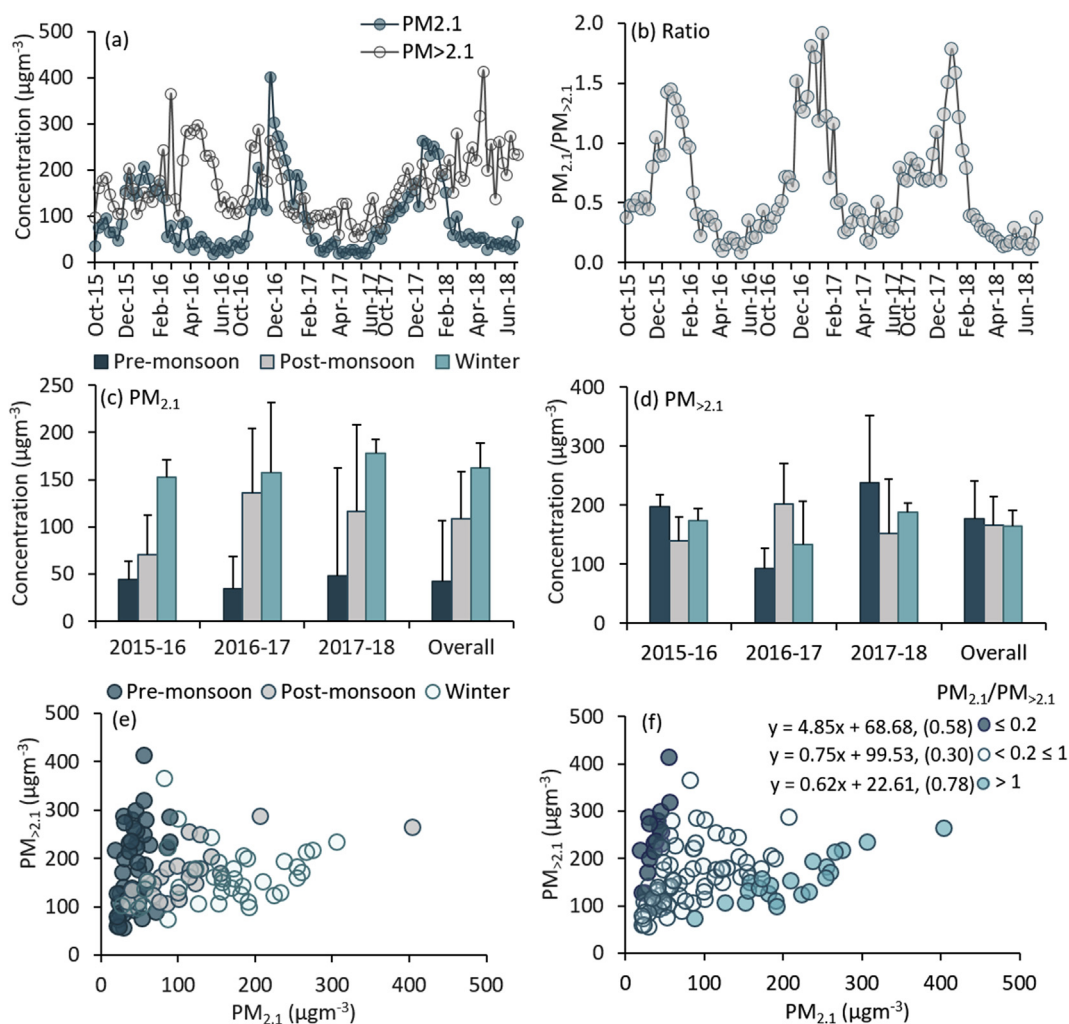 (a)
PM2.1
PM>2.1
500
400
300
200
100
0
Concentration (µgm⁻³)
Oct-15
Dec-15
Feb-16
Apr-16
Jun-16
Oct-16
Dec-16
Feb-17
Apr-17
Jun-17
Oct-17
Dec-17
Feb-18
Apr-18
Jun-18
(b) Ratio
2.0
1.5
1.0
0.5
0.0
PM₂.₁/PM>₂.₁
Oct-15
Dec-15
Feb-16
Apr-16
Jun-16
Oct-16
Dec-16
Feb-17
Apr-17
Jun-17
Oct-17
Dec-17
Feb-18
Apr-18
Jun-18
Pre-monsoon Post-monsoon Winter
(c) PM₂.₁
250
200
150
100
50
0
Concentration (µgm⁻³)
2015-16 2016-17 2017-18 Overall
(d) PM>₂.₁
400
300
200
100
0
Concentration (µgm⁻³)
2015-16 2016-17 2017-18 Overall
Pre-monsoon Post-monsoon Winter
(e)
500
400
300
200
100
0
PM>₂.₁ (µgm⁻³)
0 100 200 300 400 500
PM₂.₁ (µgm⁻³)
(f)
PM₂.₁/PM>₂.₁
y = 4.85x + 68.68, (0.58) ≤ 0.2
y = 0.75x + 99.53, (0.30) < 0.2 ≤ 1
y = 0.62x + 22.61, (0.78) > 1
500
400
300
200
100
0
PM>₂.₁ (µgm⁻³)
0 100 200 300 400 500
PM₂.₁ (µgm⁻³)